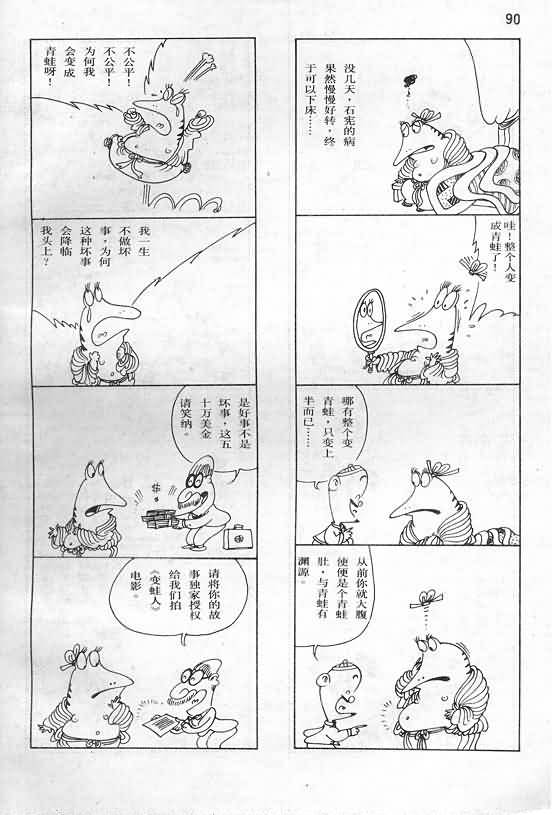 90
没几天，石宪的病
果然慢慢好转，终
于可以下床……
哇！整个人变
成青蛙了！
哪有整个变
青蛙，只变上
半而已……
从前你就大腹
便便是个青蛙
肚，与青蛙有
渊源。
不公平！
不公平！
为何我
会变成
青蛙呀！
我一生
不做坏
事，为何
这种坏事
会降临
我头上？
是好事不是
坏事，这五
十万美金
请笑纳。
$
请将你的故
事独家授权
给我们拍
《变蛙人》
电影。